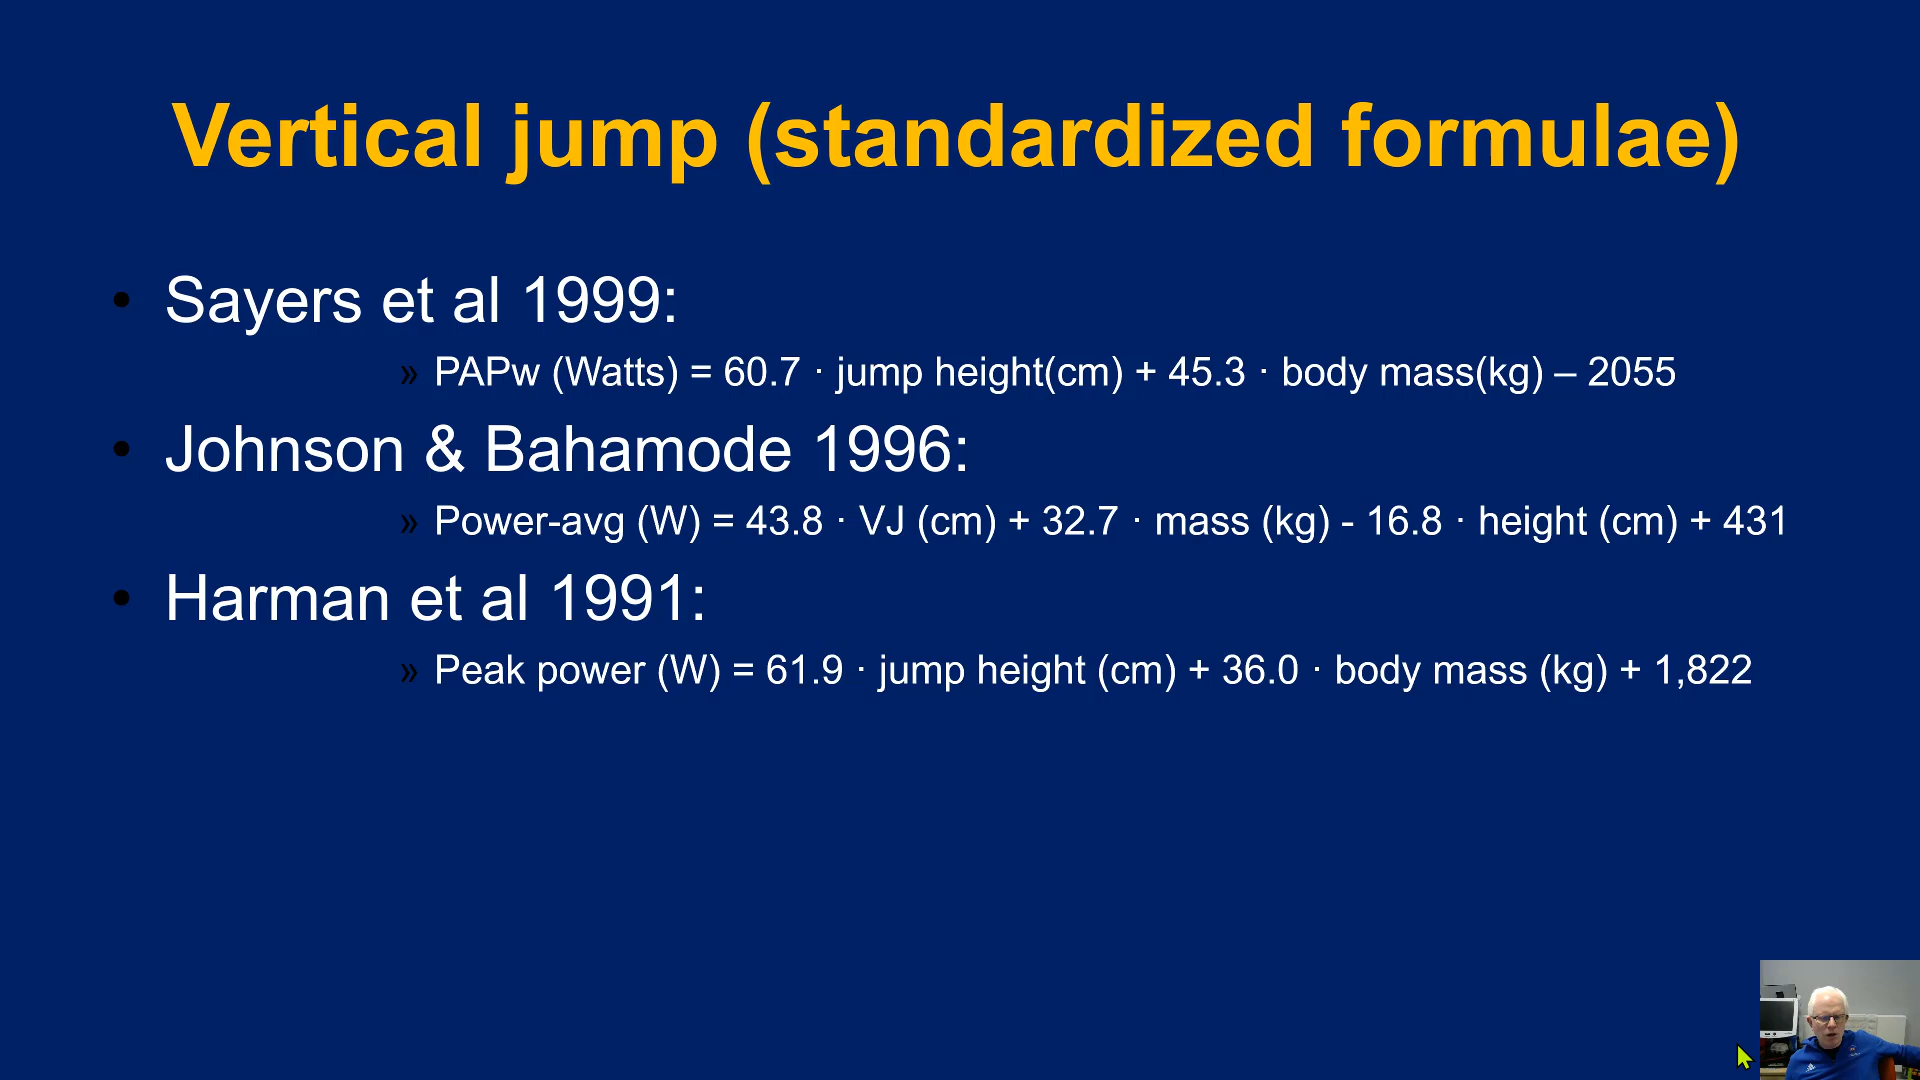 Vertical jump (standardized formulae)
• Sayers et al 1999:
» PAPw (Watts) = 60.7 · jump height(cm) + 45.3 · body mass(kg) – 2055
• Johnson & Bahamode 1996:
» Power-avg (W) = 43.8 · VJ (cm) + 32.7 · mass (kg) - 16.8 · height (cm) + 431
• Harman et al 1991:
» Peak power (W) = 61.9 · jump height (cm) + 36.0 · body mass (kg) + 1,822